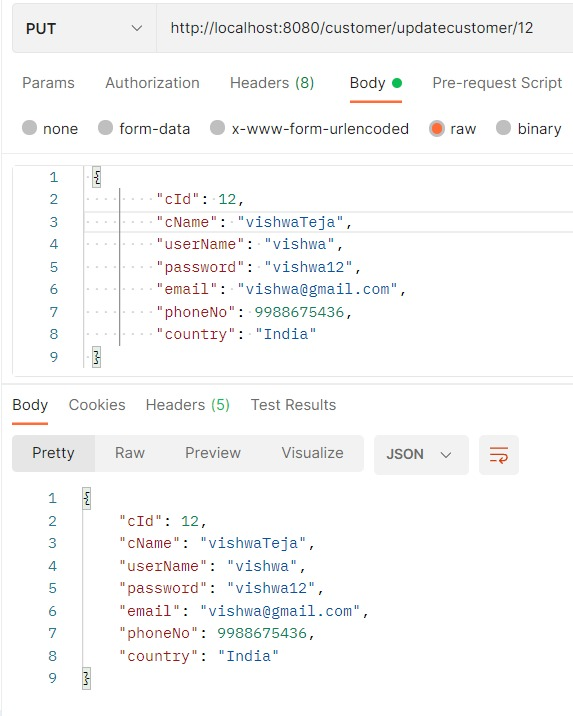 PUT http://localhost:8080/customer/updatecustomer/12
Params Authorization Headers (8) Body Pre-request Script
none form-data x-www-form-urlencoded raw binary
1 {
2 "cId": 12,
3 "cName": "vishwaTeja",
4 "userName": "vishwa",
5 "password": "vishwa12",
6 "email": "vishwa@gmail.com",
7 "phoneNo": 9988675436,
8 "country": "India"
9 }
Body Cookies Headers (5) Test Results
Pretty Raw Preview Visualize JSON
1 {
2 "cId": 12,
3 "cName": "vishwaTeja",
4 "userName": "vishwa",
5 "password": "vishwa12",
6 "email": "vishwa@gmail.com",
7 "phoneNo": 9988675436,
8 "country": "India"
9 }